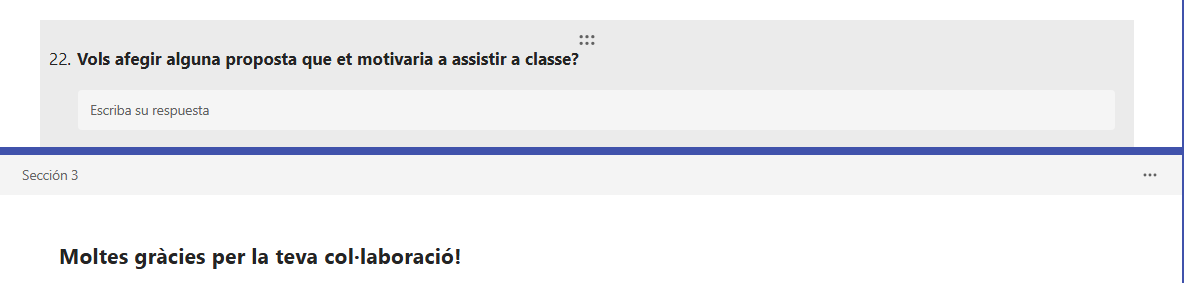 22. Vols afegir alguna proposta que et motivaria a assistir a classe?
Escriba su respuesta
Sección 3
Moltes gràcies per la teva col·laboració!